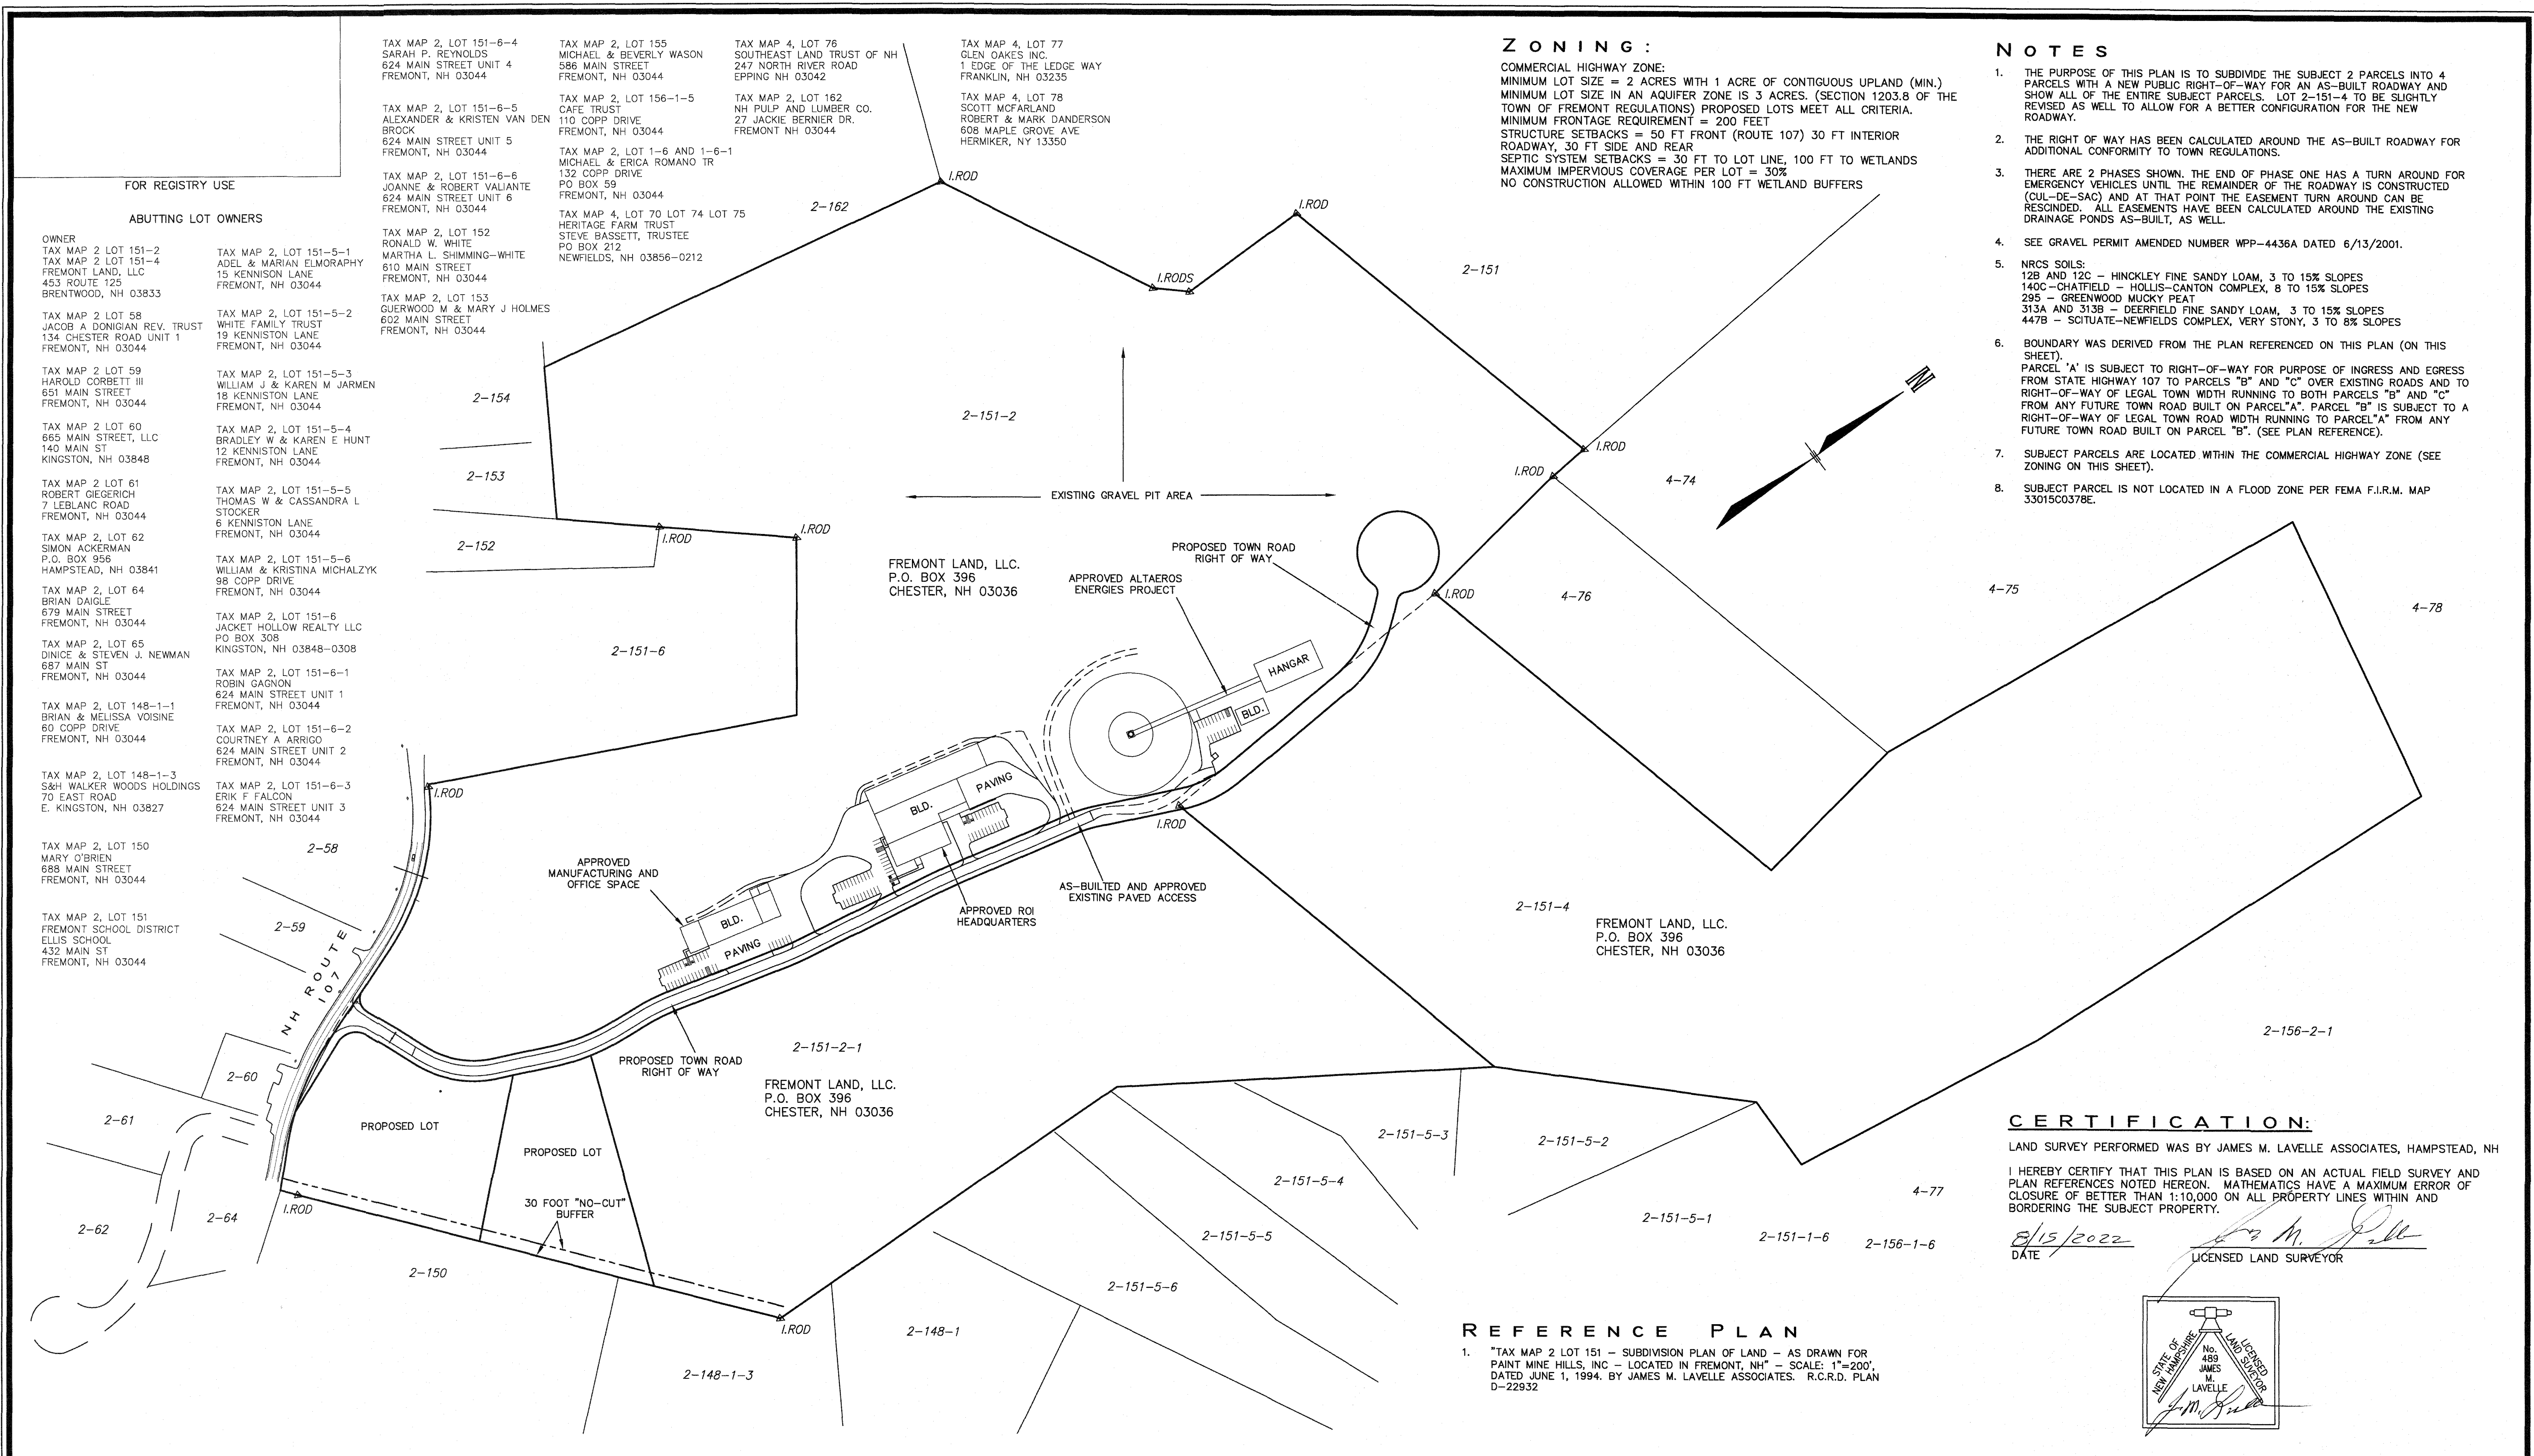 FOR REGISTRY USE
ABUTTING LOT OWNERS
OWNER
TAX MAP 2 LOT 151-2
TAX MAP 2 LOT 151-4
FREMONT LAND, LLC
453 ROUTE 125
BRENTWOOD, NH 03833
TAX MAP 2 LOT 58
JACOB A DONIGIAN REV. TRUST
134 CHESTER ROAD UNIT 1
FREMONT, NH 03044
TAX MAP 2, LOT 59
HAROLD CORBETT III
651 MAIN STREET
FREMONT, NH 03044
TAX MAP 2 LOT 60
665 MAIN STREET, LLC
140 MAIN ST
KINGSTON, NH 03848
TAX MAP 2 LOT 61
ROBERT GIEGERICH
7 LEBLANC ROAD
FREMONT, NH 03044
TAX MAP 2, LOT 62
SIMON ACKERMAN
P.O. BOX 956
HAMPSTEAD, NH 03841
TAX MAP 2, LOT 64
BRIAN DAIGLE
679 MAIN STREET
FREMONT, NH 03044
TAX MAP 2, LOT 65
DINICE & STEVEN J. NEWMAN
687 MAIN ST
FREMONT, NH 03044
TAX MAP 2, LOT 148-1-1
BRIAN & MELISSA VOISINE
60 COPP DRIVE
FREMONT, NH 03044
TAX MAP 2, LOT 148-1-3
S&H WALKER WOODS HOLDINGS
70 EAST ROAD
E. KINGSTON, NH 03827
TAX MAP 2, LOT 150
MARY O'BRIEN
688 MAIN STREET
FREMONT, NH 03044
TAX MAP 2, LOT 151
FREMONT SCHOOL DISTRICT
ELLIS SCHOOL
432 MAIN ST
FREMONT, NH 03044
TAX MAP 2, LOT 151-5-1
ADEL & MARIAN ELMORAPHY
15 KENNISON LANE
FREMONT, NH 03044
TAX MAP 2, LOT 151-5-2
WHITE FAMILY TRUST
19 KENNISTON LANE
FREMONT, NH 03044
TAX MAP 2, LOT 151-5-3
WILLIAM J & KAREN M JARMEN
18 KENNISTON LANE
FREMONT, NH 03044
TAX MAP 2, LOT 151-5-4
BRADLEY W & KAREN E HUNT
12 KENNISTON LANE
FREMONT, NH 03044
TAX MAP 2, LOT 151-5-5
THOMAS W & CASSANDRA L
STOCKER
6 KENNISTON LANE
FREMONT, NH 03044
TAX MAP 2, LOT 151-5-6
WILLIAM & KRISTINA MICHALZYK
98 COPP DRIVE
FREMONT, NH 03044
TAX MAP 2, LOT 151-6
JACKET HOLLOW REALTY LLC
PO BOX 308
KINGSTON, NH 03848-0308
TAX MAP 2, LOT 151-6-1
ROBIN GAGNON
624 MAIN STREET UNIT 1
FREMONT, NH 03044
TAX MAP 2, LOT 151-6-2
COURTNEY A ARRIGO
624 MAIN STREET UNIT 2
FREMONT, NH 03044
TAX MAP 2, LOT 151-6-3
ERIK F FALCON
624 MAIN STREET UNIT 3
FREMONT, NH 03044
TAX MAP 2, LOT 151-6-4
SARAH P. REYNOLDS
624 MAIN STREET UNIT 4
FREMONT, NH 03044
TAX MAP 2, LOT 151-6-5
ALEXANDER & KRISTEN VAN DEN
BROCK
624 MAIN STREET UNIT 5
FREMONT, NH 03044
TAX MAP 2, LOT 151-6-6
JOANNE & ROBERT VALIANTE
624 MAIN STREET UNIT 6
FREMONT, NH 03044
TAX MAP 2, LOT 152
RONALD W. WHITE
MARTHA L. SHIMMING-WHITE
610 MAIN STREET
FREMONT, NH 03044
TAX MAP 2, LOT 153
GUERWOOD M & MARY J HOLMES
602 MAIN STREET
FREMONT, NH 03044
TAX MAP 2, LOT 155
MICHAEL & BEVERLY WASON
586 MAIN STREET
FREMONT, NH 03044
TAX MAP 2, LOT 156-1-5
CAFE TRUST
110 COPP DRIVE
FREMONT, NH 03044
TAX MAP 2, LOT 1-6 AND 1-6-1
MICHAEL & ERICA ROMANO TR
132 COPP DRIVE
PO BOX 59
FREMONT, NH 03044
TAX MAP 4, LOT 70 LOT 74 LOT 75
HERITAGE FARM TRUST
STEVE BASSETT, TRUSTEE
PO BOX 212
NEWFIELDS, NH 03856-0212
TAX MAP 4, LOT 76
SOUTHEAST LAND TRUST OF NH
247 NORTH RIVER ROAD
EPPING NH 03042
TAX MAP 2, LOT 162
NH PULP AND LUMBER CO.
27 JACKIE BERNIER DR.
FREMONT NH 03044
TAX MAP 4, LOT 77
GLEN OAKES INC.
1 EDGE OF THE LEDGE WAY
FRANKLIN, NH 03235
TAX MAP 4, LOT 78
SCOTT MCFARLAND
ROBERT & MARK DANDERSON
608 MAPLE GROVE AVE
HERMIKER, NY 13350
ZONING:
COMMERCIAL HIGHWAY ZONE:
MINIMUM LOT SIZE = 2 ACRES WITH 1 ACRE OF CONTIGUOUS UPLAND (MIN.)
MINIMUM LOT SIZE IN AN AQUIFER ZONE IS 3 ACRES. (SECTION 1203.8 OF THE
TOWN OF FREMONT REGULATIONS) PROPOSED LOTS MEET ALL CRITERIA.
MINIMUM FRONTAGE REQUIREMENT = 200 FEET
STRUCTURE SETBACKS = 50 FT FRONT (ROUTE 107) 30 FT INTERIOR
ROADWAY, 30 FT SIDE AND REAR
SEPTIC SYSTEM SETBACKS = 30 FT TO LOT LINE, 100 FT TO WETLANDS
MAXIMUM IMPERVIOUS COVERAGE PER LOT = 30%
NO CONSTRUCTION ALLOWED WITHIN 100 FT WETLAND BUFFERS
NOTES
1. THE PURPOSE OF THIS PLAN IS TO SUBDIVIDE THE SUBJECT 2 PARCELS INTO 4
PARCELS WITH A NEW PUBLIC RIGHT-OF-WAY FOR AN AS-BUILT ROADWAY AND
SHOW ALL OF THE ENTIRE SUBJECT PARCELS. LOT 2-151-4 TO BE SLIGHTLY
REVISED AS WELL TO ALLOW FOR A BETTER CONFIGURATION FOR THE NEW
ROADWAY.
2. THE RIGHT OF WAY HAS BEEN CALCULATED AROUND THE AS-BUILT ROADWAY FOR
ADDITIONAL CONFORMITY TO TOWN REGULATIONS.
3. THERE ARE 2 PHASES SHOWN. THE END OF PHASE ONE HAS A TURN AROUND FOR
EMERGENCY VEHICLES UNTIL THE REMAINDER OF THE ROADWAY IS CONSTRUCTED
(CUL-DE-SAC) AND AT THAT POINT THE EASEMENT TURN AROUND CAN BE
RESCINDED. ALL EASEMENTS HAVE BEEN CALCULATED AROUND THE EXISTING
DRAINAGE PONDS AS-BUILT, AS WELL.
4. SEE GRAVEL PERMIT AMENDED NUMBER WPP-4436A DATED 6/13/2001.
5. NRCS SOILS:
12B AND 12C - HINCKLEY FINE SANDY LOAM, 3 TO 15% SLOPES
140C-CHATFIELD - HOLLIS-CANTON COMPLEX, 8 TO 15% SLOPES
295 - GREENWOOD MUCKY PEAT
313A AND 313B - DEERFIELD FINE SANDY LOAM, 3 TO 15% SLOPES
447B - SCITUATE-NEWFIELDS COMPLEX, VERY STONY, 3 TO 8% SLOPES
6. BOUNDARY WAS DERIVED FROM THE PLAN REFERENCED ON THIS PLAN (ON THIS
SHEET).
PARCEL 'A' IS SUBJECT TO RIGHT-OF-WAY FOR PURPOSE OF INGRESS AND EGRESS
FROM STATE HIGHWAY 107 TO PARCELS "B" AND "C" OVER EXISTING ROADS AND TO
RIGHT-OF-WAY OF LEGAL TOWN WIDTH RUNNING TO BOTH PARCELS "B" AND "C"
FROM ANY FUTURE TOWN ROAD BUILT ON PARCEL"A". PARCEL "B" IS SUBJECT TO A
RIGHT-OF-WAY OF LEGAL TOWN ROAD WIDTH RUNNING TO PARCEL"A" FROM ANY
FUTURE TOWN ROAD BUILT ON PARCEL "B". (SEE PLAN REFERENCE).
7. SUBJECT PARCELS ARE LOCATED WITHIN THE COMMERCIAL HIGHWAY ZONE (SEE
ZONING ON THIS SHEET).
8. SUBJECT PARCEL IS NOT LOCATED IN A FLOOD ZONE PER FEMA F.I.R.M. MAP
33015C0378E.
I.ROD
2-162
I.ROD
I.RODS
2-151
2-154
2-151-2
N
I.ROD
I.ROD
2-153
4-74
EXISTING GRAVEL PIT AREA
I.ROD
I.ROD
2-152
FREMONT LAND, LLC.
P.O. BOX 396
CHESTER, NH 03036
PROPOSED TOWN ROAD
RIGHT OF WAY
APPROVED ALTAEROS
ENERGIES PROJECT
I.ROD
4-76
4-75
4-78
2-151-6
HANGAR
BLD.
I.ROD
PAVING
BLD.
I.ROD
2-58
APPROVED
MANUFACTURING AND
OFFICE SPACE
AS-BUILTED AND APPROVED
EXISTING PAVED ACCESS
APPROVED ROI
HEADQUARTERS
BLD.
PAVING
2-151-4
FREMONT LAND, LLC.
P.O. BOX 396
CHESTER, NH 03036
2-59
NH ROUTE
107
2-156-2-1
2-60
PROPOSED TOWN ROAD
RIGHT OF WAY
2-151-2-1
FREMONT LAND, LLC.
P.O. BOX 396
CHESTER, NH 03036
2-61
PROPOSED LOT
PROPOSED LOT
2-151-5-3
2-151-5-2
2-151-5-4
30 FOOT "NO-CUT"
BUFFER
I.ROD
2-62
2-64
4-77
2-151-5-1
2-151-5-5
2-151-1-6
2-156-1-6
2-150
2-151-5-6
I.ROD
2-148-1
2-148-1-3
CERTIFICATION:
LAND SURVEY PERFORMED WAS BY JAMES M. LAVELLE ASSOCIATES, HAMPSTEAD, NH
I HEREBY CERTIFY THAT THIS PLAN IS BASED ON AN ACTUAL FIELD SURVEY AND
PLAN REFERENCES NOTED HEREON. MATHEMATICS HAVE A MAXIMUM ERROR OF
CLOSURE OF BETTER THAN 1:10,000 ON ALL PROPERTY LINES WITHIN AND
BORDERING THE SUBJECT PROPERTY.
8/15/2022
DATE
LICENSED LAND SURVEYOR
REFERENCE PLAN
1. "TAX MAP 2 LOT 151 - SUBDIVISION PLAN OF LAND - AS DRAWN FOR
PAINT MINE HILLS, INC - LOCATED IN FREMONT, NH" - SCALE: 1"=200',
DATED JUNE 1, 1994. BY JAMES M. LAVELLE ASSOCIATES. R.C.R.D. PLAN
D-22932
STATE OF
NEW HAMPSHIRE
LICENSED
LAND SUVEYOR
No.
489
JAMES
M.
LAVELLE